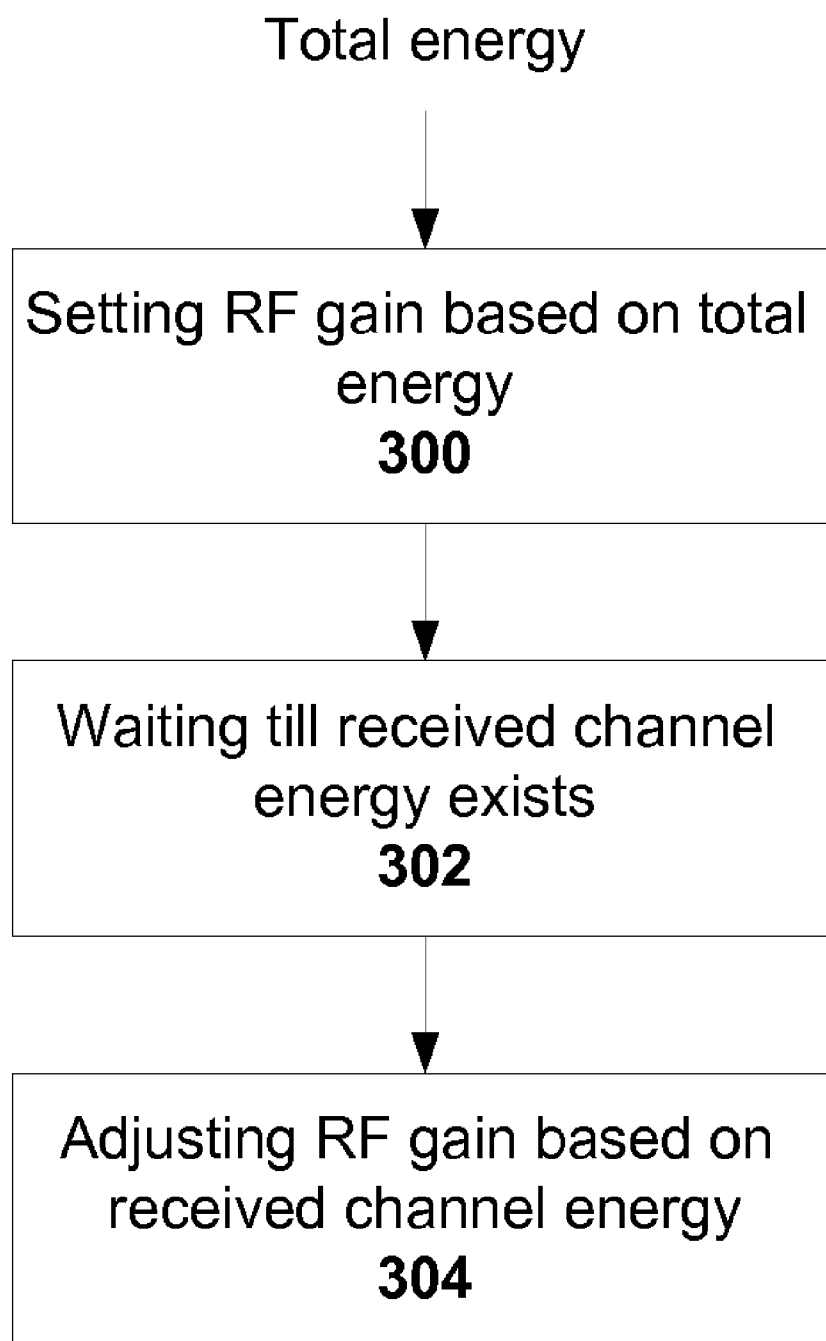 Total energy
Setting RF gain based on total
energy
300
Waiting till received channel
energy exists
302
Adjusting RF gain based on
received channel energy
304